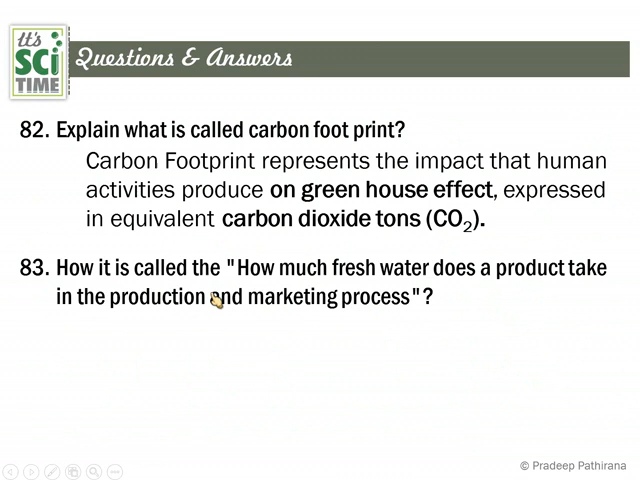 It's
SCi
TIME
Questions & Answers
82. Explain what is called carbon foot print?
Carbon Footprint represents the impact that human
activities produce on green house effect, expressed
in equivalent carbon dioxide tons (CO₂).
83. How it is called the "How much fresh water does a product take
in the production and marketing process"?
© Pradeep Pathirana